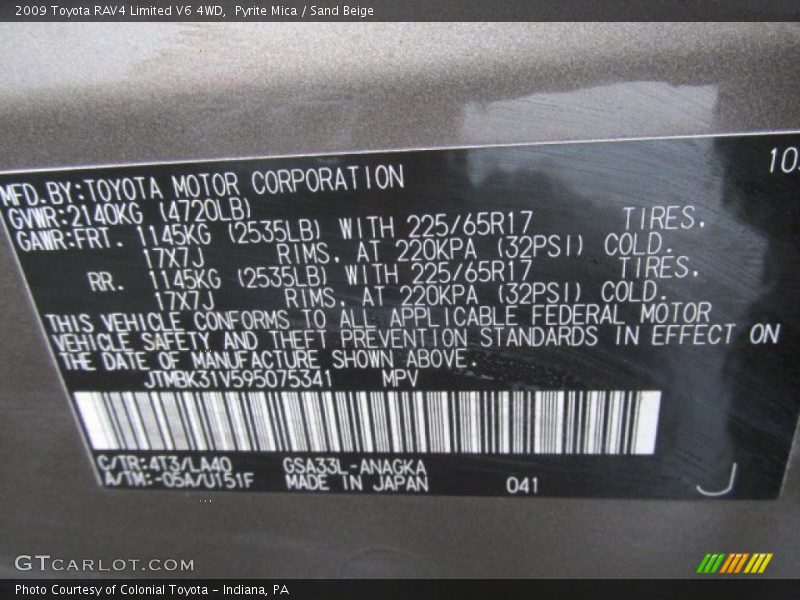 2009 Toyota RAV4 Limited V6 4WD, Pyrite Mica / Sand Beige
10
MFD.BY:TOYOTA MOTOR CORPORATION
GVWR:2140KG (4720LB)
GAWR:FRT. 1145KG (2535LB) WITH 225/65R17 TIRES.
17X7J RIMS. AT 220KPA (32PSI) COLD.
RR. 1145KG (2535LB) WITH 225/65R17 TIRES.
17X7J RIMS. AT 220KPA (32PSI) COLD.
THIS VEHICLE CONFORMS TO ALL APPLICABLE FEDERAL MOTOR
VEHICLE SAFETY AND THEFT PREVENTION STANDARDS IN EFFECT ON
THE DATE OF MANUFACTURE SHOWN ABOVE.
JTMBK31V595075341 MPV
C/TR:4T3/LA40 GSA33L-ANAGKA
A/TM:-05A/U151F MADE IN JAPAN 041 J
GTCARLOT.COM
Photo Courtesy of Colonial Toyota - Indiana, PA